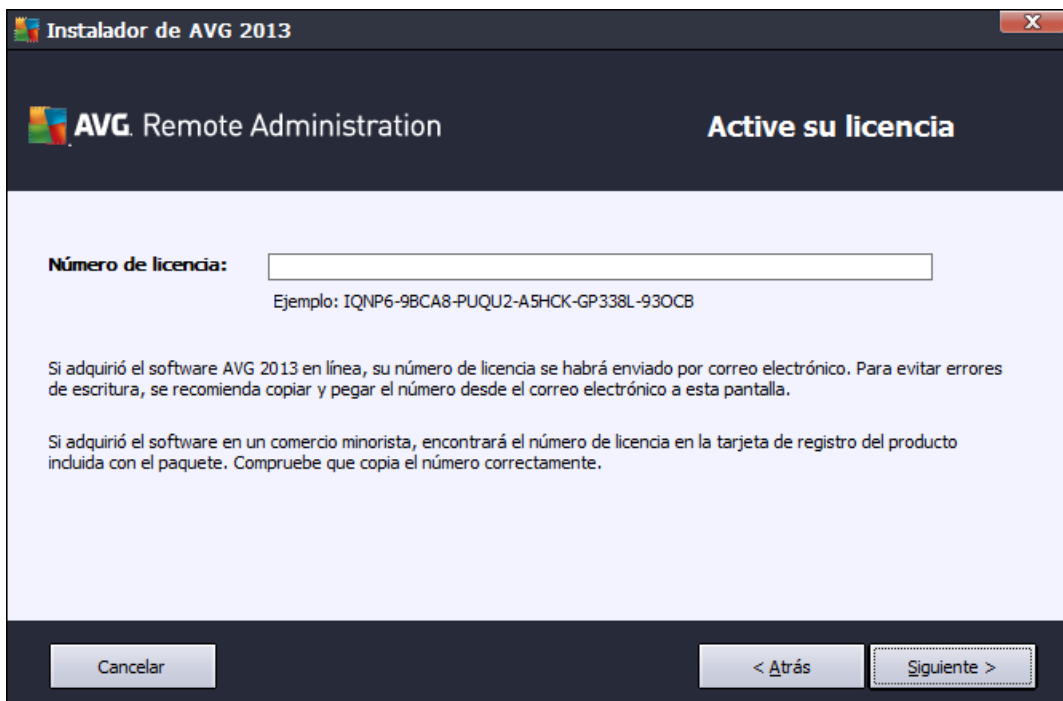 Instalador de AVG 2013
X
AVG. Remote Administration
Active su licencia
Número de licencia:
Ejemplo: IQNP6-9BCA8-PUQU2-A5HCK-GP338L-93OCB
Si adquirió el software AVG 2013 en línea, su número de licencia se habrá enviado por correo electrónico. Para evitar errores
de escritura, se recomienda copiar y pegar el número desde el correo electrónico a esta pantalla.
Si adquirió el software en un comercio minorista, encontrará el número de licencia en la tarjeta de registro del producto
incluida con el paquete. Compruebe que copia el número correctamente.
Cancelar
< Atrás
Siguiente >